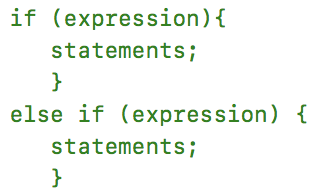 if (expression){
   statements;
   }
else if (expression) {
   statements;
   }